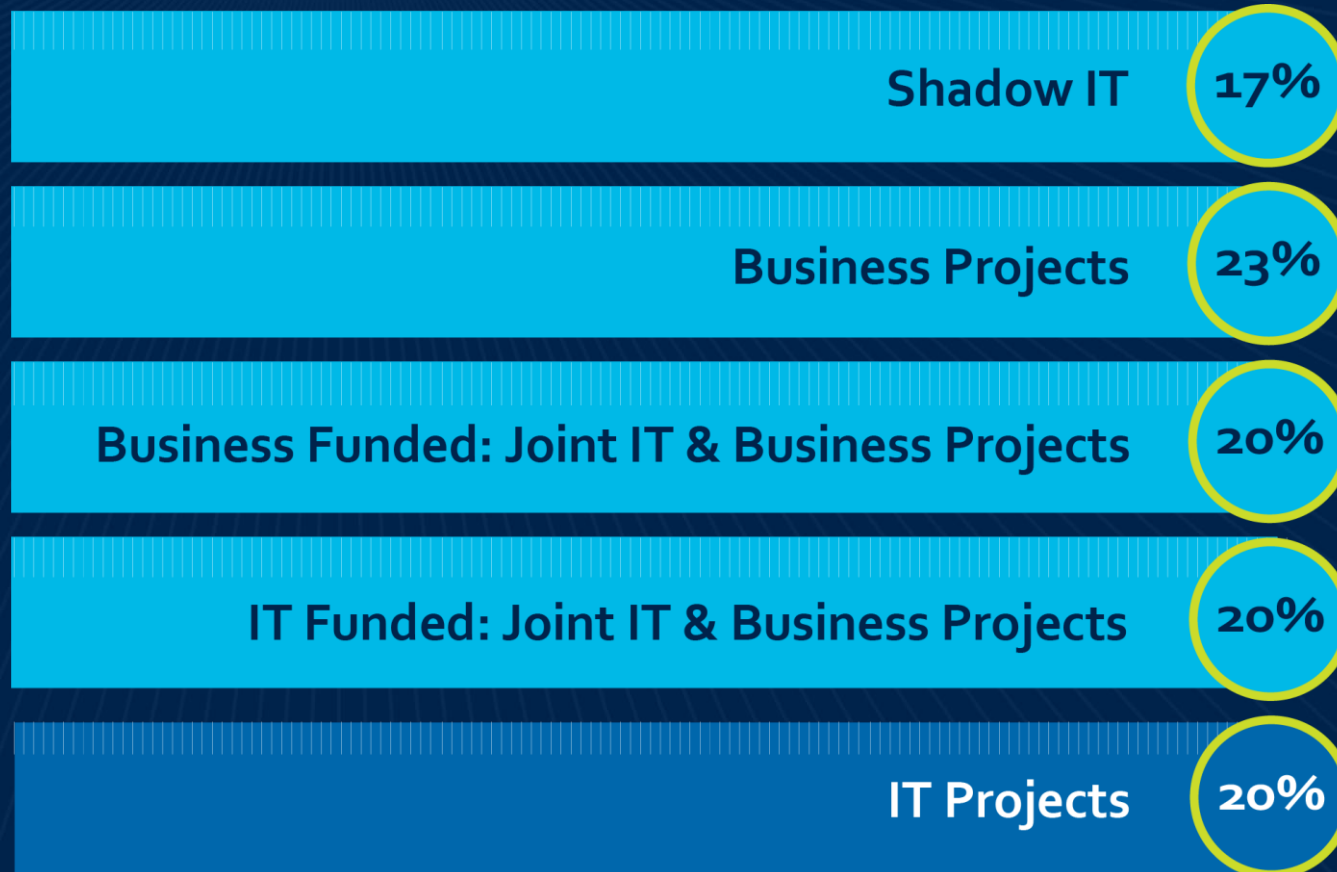 Shadow IT 17%
Business Projects 23%
Business Funded: Joint IT & Business Projects 20%
IT Funded: Joint IT & Business Projects 20%
IT Projects 20%